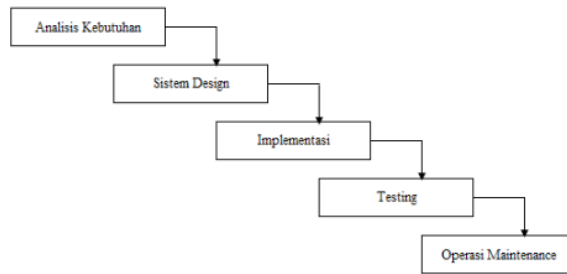 Analisis Kebutuhan
Sistem Design
Implementasi
Testing
Operasi Maintenance